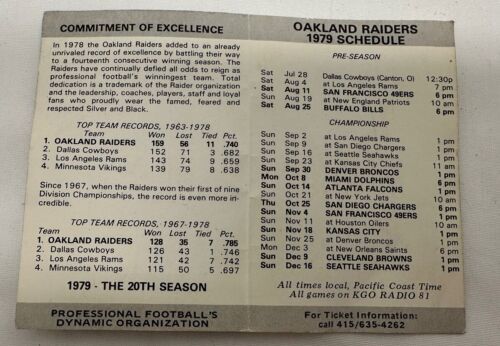 COMMITMENT OF EXCELLENCE
In 1978 the Oakland Raiders added to an already
unrivaled record of excellence by battling their way
to a fourteenth consecutive winning season. The
Raiders have continually defied all odds to reign as
professional football's winningest team. Total
dedication is a trademark of the Raider organization
and the leadership, coaches, players, staff and loyal
fans who proudly wear the famed, feared and
respected Silver and Black.
TOP TEAM RECORDS, 1963-1978
Team Won Lost Tied Pct.
1. OAKLAND RAIDERS 159 56 11 .740
2. Dallas Cowboys 152 71 3 .682
3. Los Angeles Rams 143 74 9 .659
4. Minnesota Vikings 139 79 8 .638
Since 1967, when the Raiders won their first of nine
Division Championships, the record is even more in-
credible.
TOP TEAM RECORDS, 1967-1978
Team Won Lost Tied Pct.
1. OAKLAND RAIDERS 128 35 7 .785
2. Dallas Cowboys 126 43 1 .746
3. Los Angeles Rams 121 42 7 .742
4. Minnesota Vikings 115 50 5 .697
1979 - THE 20TH SEASON
PROFESSIONAL FOOTBALL'S
DYNAMIC ORGANIZATION
OAKLAND RAIDERS
1979 SCHEDULE
PRE-SEASON
Sat Jul 28 Dallas Cowboys (Canton, O) 12:30p
Sat Aug 4 at Los Angeles Rams 7 pm
Sat Aug 11 SAN FRANCISCO 49ERS 6 pm
Sun Aug 19 at New England Patriots 10 am
Sat Aug 25 BUFFALO BILLS 6 pm
CHAMPIONSHIP
Sun Sep 2 at Los Angeles Rams 1 pm
Sun Sep 9 at San Diego Chargers 1 pm
Sun Sep 16 at Seattle Seahawks 1 pm
Sun Sep 23 at Kansas City Chiefs 11 am
Sun Sep 30 DENVER BRONCOS 1 pm
Mon Oct 8 MIAMI DOLPHINS 6 pm
Sun Oct 14 ATLANTA FALCONS 1 pm
Sun Oct 21 at New York Jets 10 am
Thu Oct 25 SAN DIEGO CHARGERS 6 pm
Sun Nov 4 SAN FRANCISCO 49ERS 1 pm
Sun Nov 11 at Houston Oilers 10 am
Sun Nov 18 KANSAS CITY 1 pm
Sun Nov 25 at Denver Broncos 1 pm
Mon Dec 3 at New Orleans Saints 6 pm
Sun Dec 9 CLEVELAND BROWNS 1 pm
Sun Dec 16 SEATTLE SEAHAWKS 1 pm
All times local, Pacific Coast Time
All games on KGO RADIO 81
For Ticket Information:
call 415/635-4262